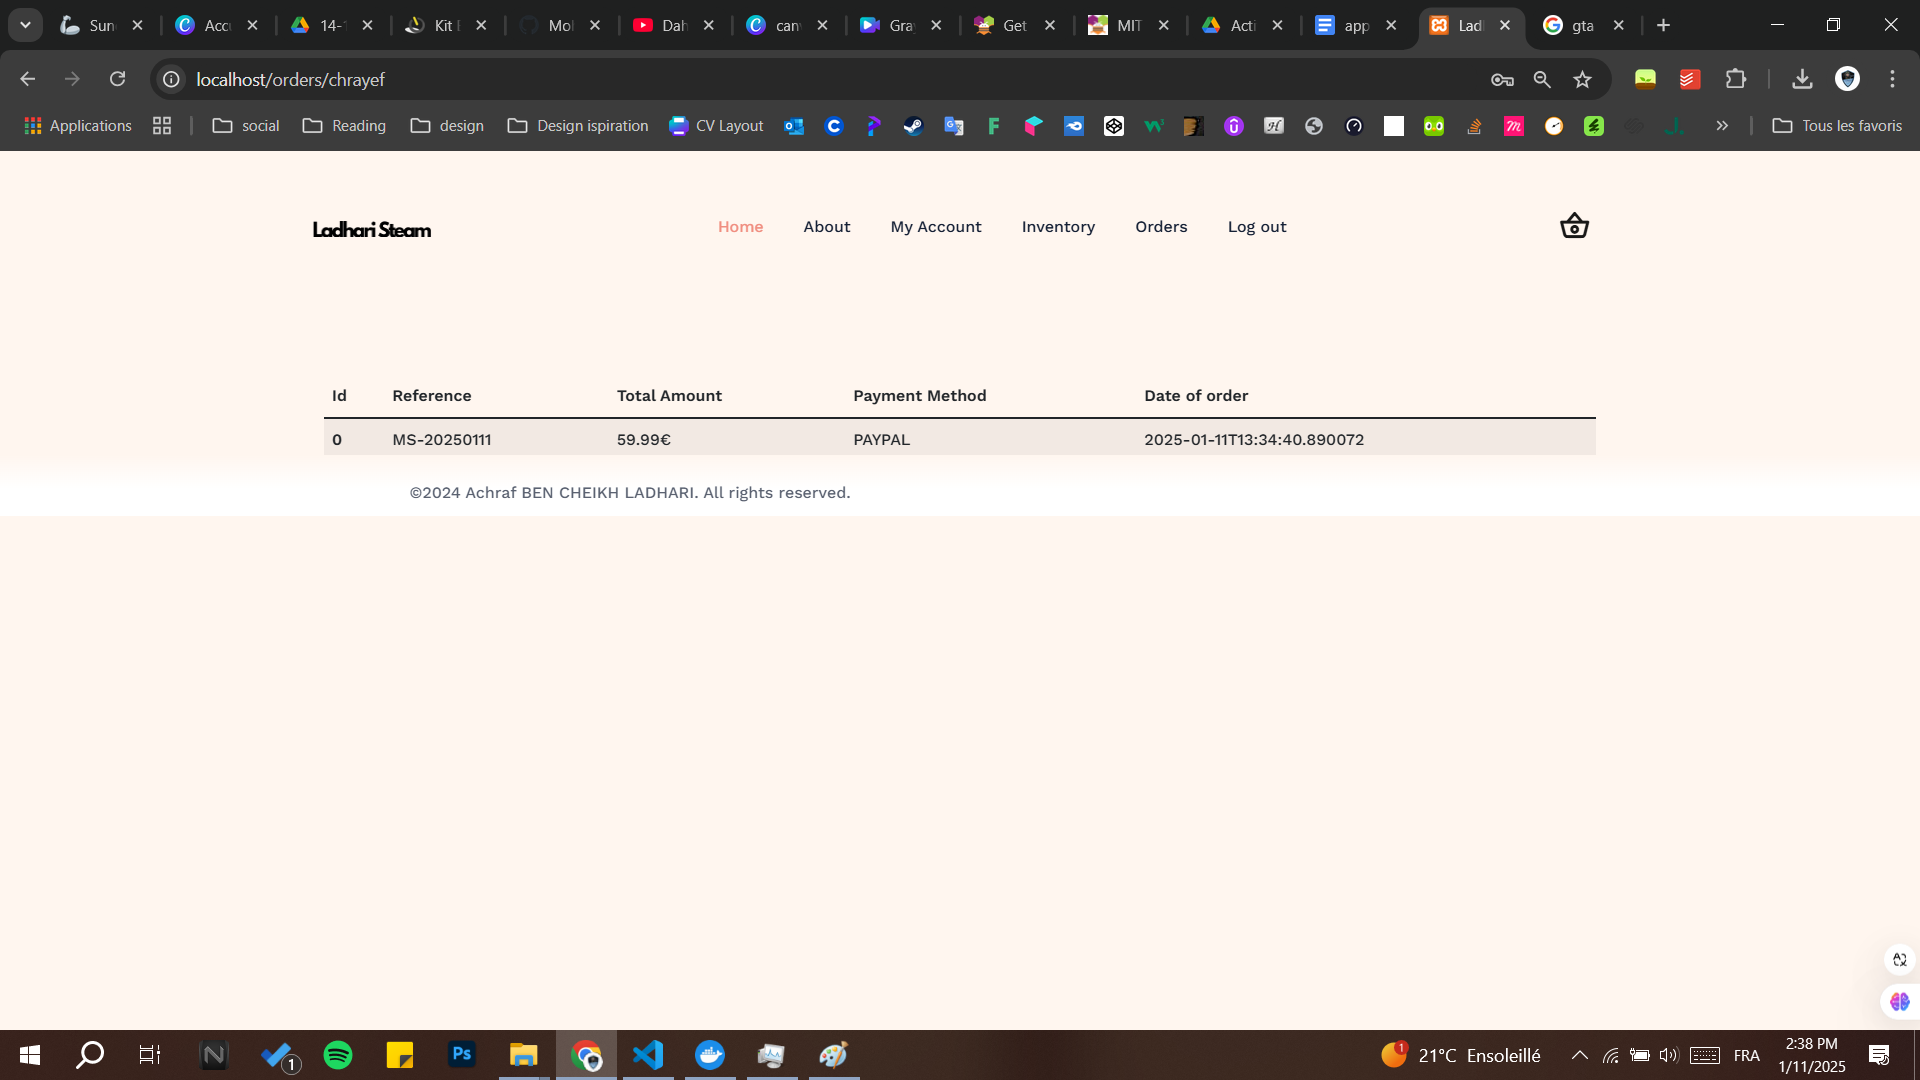 Sun
Acc
14-
Kit
Mo
Dah
can
Gra
Get
MIT
Acti
app
Lad
gta
localhost/orders/chrayef
Applications
social
Reading
design
Design ispiration
CV Layout
Tous les favoris
Ladhari Steam
Home
About
My Account
Inventory
Orders
Log out
Id Reference Total Amount Payment Method Date of order
0 MS-20250111 59.99€ PAYPAL 2025-01-11T13:34:40.890072
©2024 Achraf BEN CHEIKH LADHARI. All rights reserved.
Ps
1
1
21°C Ensoleillé
FRA
2:38 PM
1/11/2025